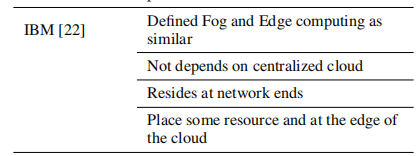 IBM [22]
Defined Fog and Edge computing as
similar
Not depends on centralized cloud
Resides at network ends
Place some resource and at the edge of
the cloud